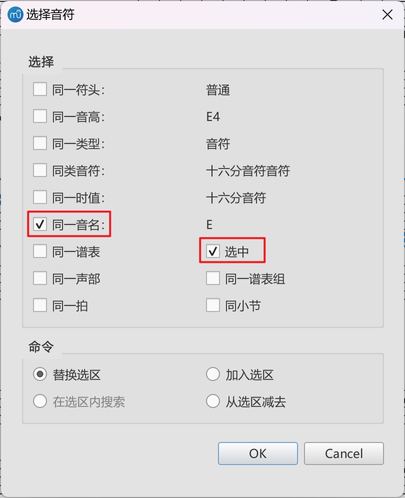 选择音符
选择
同一符头： 普通
同一音高： E4
同一类型： 音符
同类音符： 十六分音符音符
同一时值： 十六分音符
同一音名： E
同一谱表 选中
同一声部 同一谱表组
同一拍 同小节
命令
替换选区 加入选区
在选区内搜索 从选区减去
OK Cancel